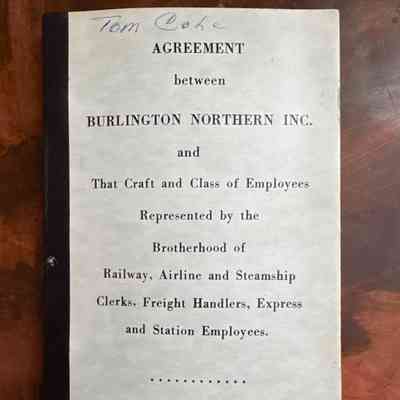 Tom
AGREEMENT
between
BURLINGTON NORTHERN INC.
and
That Craft and Class of Employees
Represented by the
Brotherhood of
Railway, Airline and Steamship
Clerks, Freight Handlers, Express
and Station Employees.
............